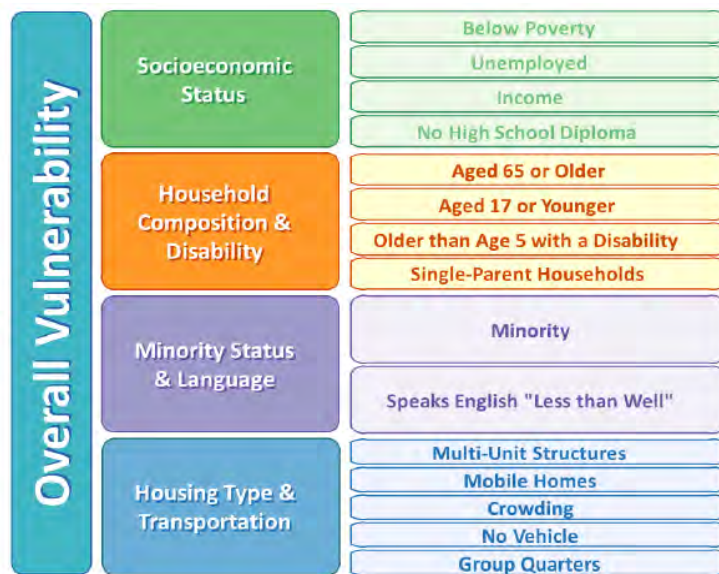 Overall Vulnerability
Socioeconomic
Status
Below Poverty
Unemployed
Income
No High School Diploma
Household
Composition &
Disability
Aged 65 or Older
Aged 17 or Younger
Older than Age 5 with a Disability
Single-Parent Households
Minority Status
& Language
Minority
Speaks English "Less than Well"
Housing Type &
Transportation
Multi-Unit Structures
Mobile Homes
Crowding
No Vehicle
Group Quarters